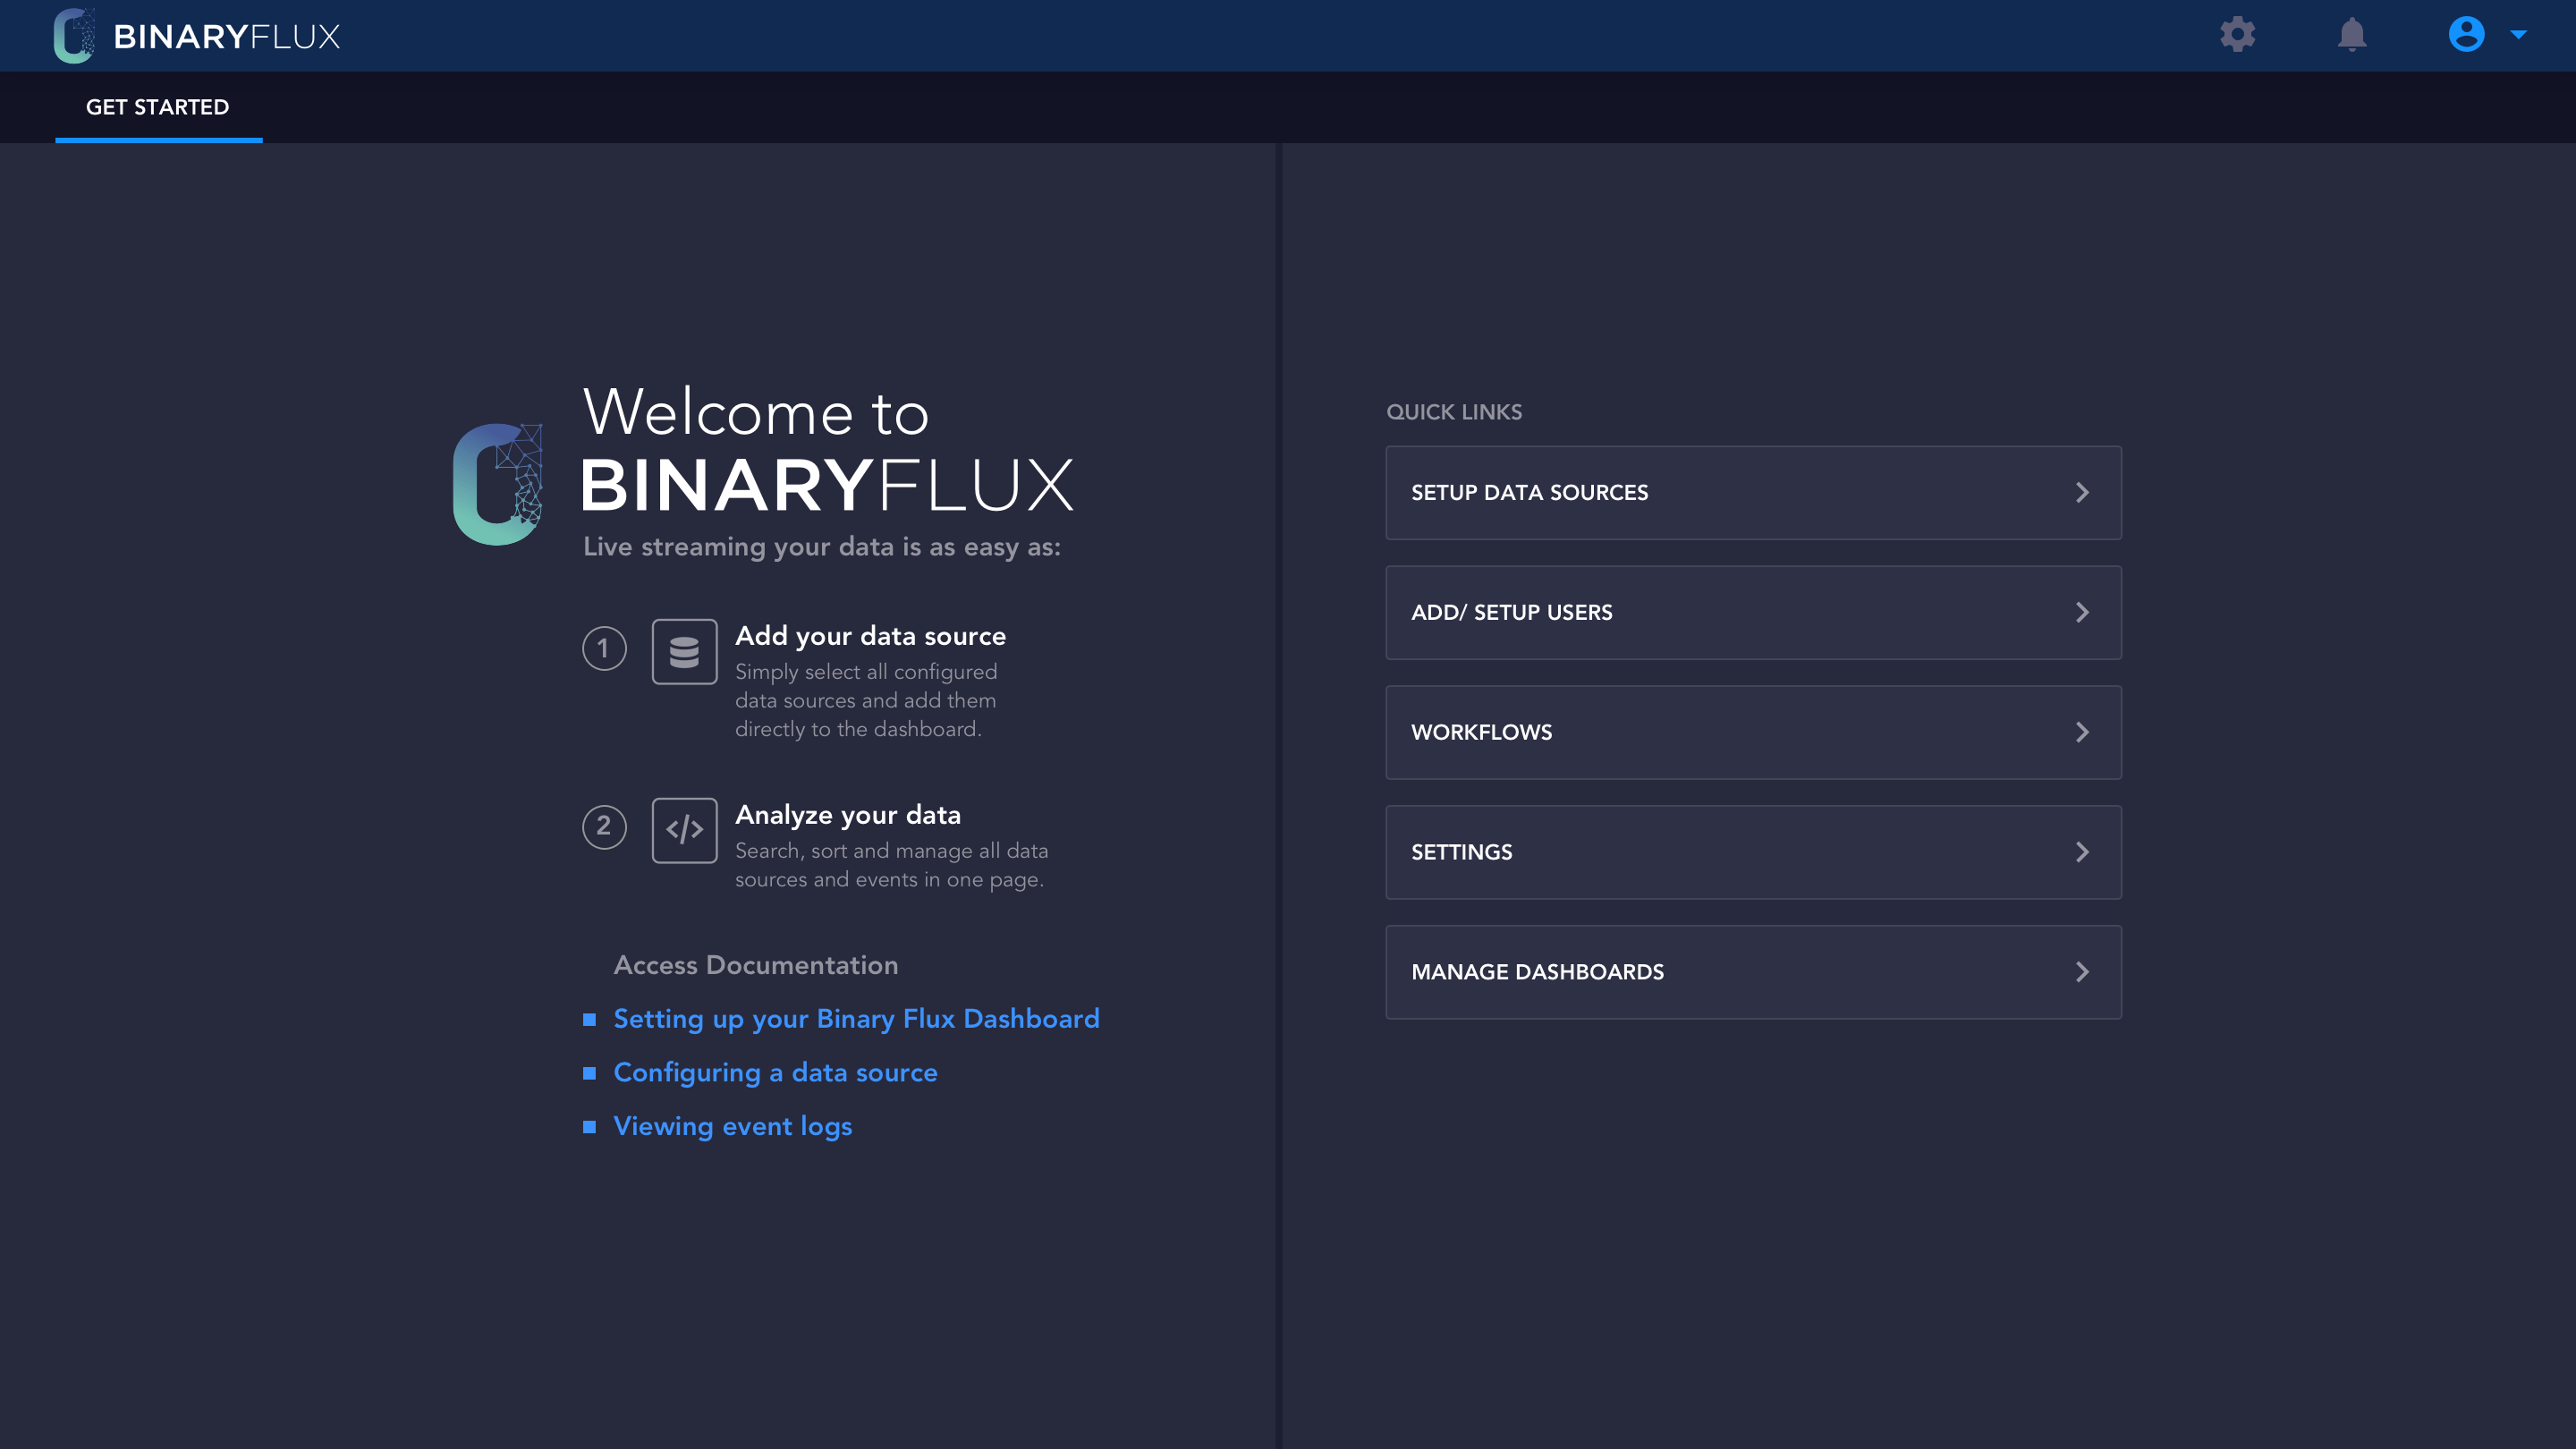 BINARYFLUX
GET STARTED
Welcome to
BINARYFLUX
Live streaming your data is as easy as:
1
Add your data source
Simply select all configured
data sources and add them
directly to the dashboard.
2
</>
Analyze your data
Search, sort and manage all data
sources and events in one page.
Access Documentation
Setting up your Binary Flux Dashboard
Configuring a data source
Viewing event logs
QUICK LINKS
SETUP DATA SOURCES
ADD/ SETUP USERS
WORKFLOWS
SETTINGS
MANAGE DASHBOARDS